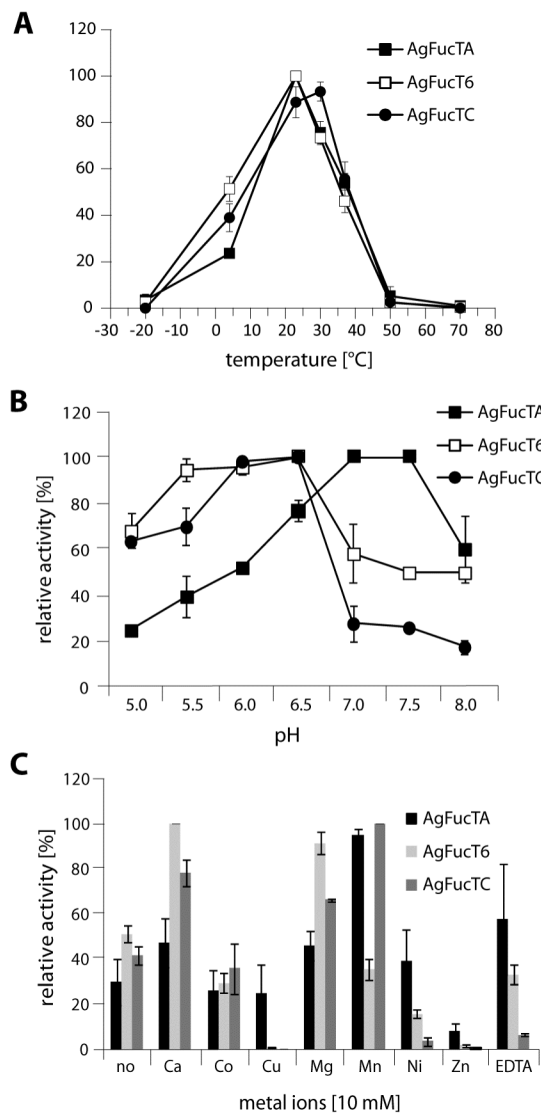 A
120
AgFucTA
100
AgFucT6
80
AgFucTC
60
40
20
0
-30 -20 -10 0 10 20 30 40 50 60 70 80
temperature [°C]
B
120
AgFucTA
100
AgFucT6
80
AgFucTC
60
40
20
0
relative activity [%]
5.0 5.5 6.0 6.5 7.0 7.5 8.0
pH
C
120
AgFucTA
100
AgFucT6
80
AgFucTC
60
40
20
0
relative activity [%]
no Ca Co Cu Mg Mn Ni Zn EDTA
metal ions [10 mM]